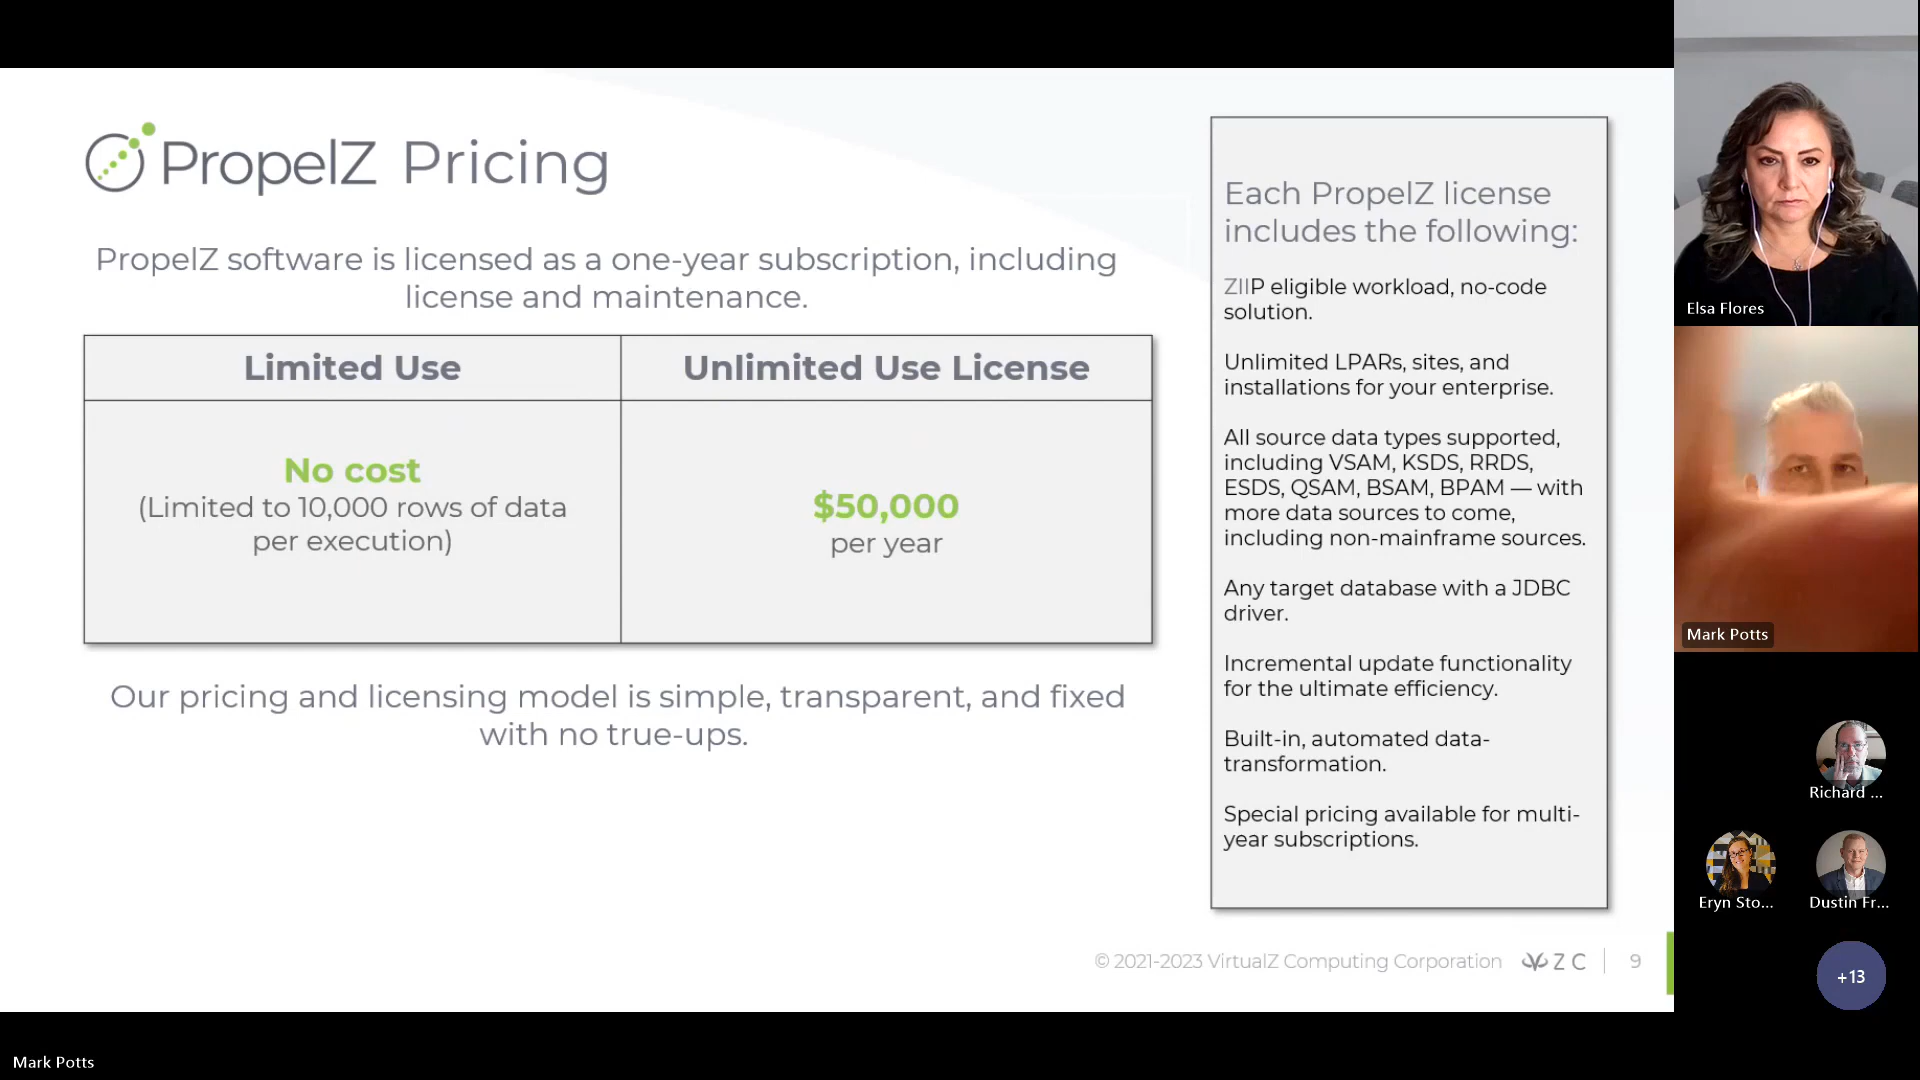 PropelZ Pricing
PropelZ software is licensed as a one-year subscription, including
license and maintenance.
Limited Use
Unlimited Use License
No cost
(Limited to 10,000 rows of data
per execution)
$50,000
per year
Our pricing and licensing model is simple, transparent, and fixed
with no true-ups.
Each PropelZ license
includes the following:
ZIIP eligible workload, no-code
solution.
Unlimited LPARs, sites, and
installations for your enterprise.
All source data types supported,
including VSAM, KSDS, RRDS,
ESDS, QSAM, BSAM, BPAM — with
more data sources to come,
including non-mainframe sources.
Any target database with a JDBC
driver.
Incremental update functionality
for the ultimate efficiency.
Built-in, automated data-
transformation.
Special pricing available for multi-
year subscriptions.
© 2021-2023 VirtualZ Computing Corporation
ZC
9
Elsa Flores
Mark Potts
Richard ...
Eryn Sto...
Dustin Fr...
+13
Mark Potts